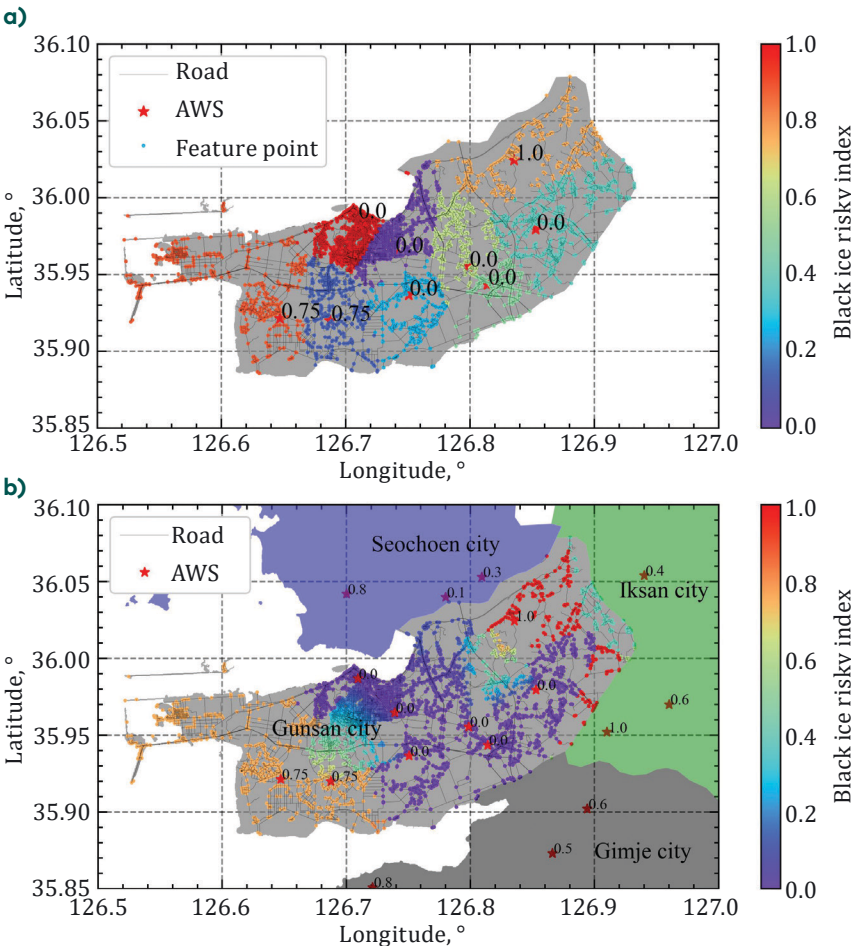 a)
36.10
36.05
36.00
35.95
35.90
35.85
Latitude, °
Road
AWS
Feature point
1.0
0.0
0.0
0.0
0.0
0.0
0.0
0.75
0.75
126.5 126.6 126.7 126.8 126.9 127.0
Longitude, °
1.0
0.8
0.6
0.4
0.2
0.0
Black ice risky index
b)
36.10
36.05
36.00
35.95
35.90
35.85
Latitude, °
Road
AWS
Seochoen city
0.8
0.3
0.1
0.4
Iksan city
1.0
0.0
0.0
0.0
0.6
Gunsan city
0.0
0.0
0.0
1.0
0.75
0.75
0.6
0.5
Gimje city
0.8
126.5 126.6 126.7 126.8 126.9 127.0
Longitude, °
1.0
0.8
0.6
0.4
0.2
0.0
Black ice risky index